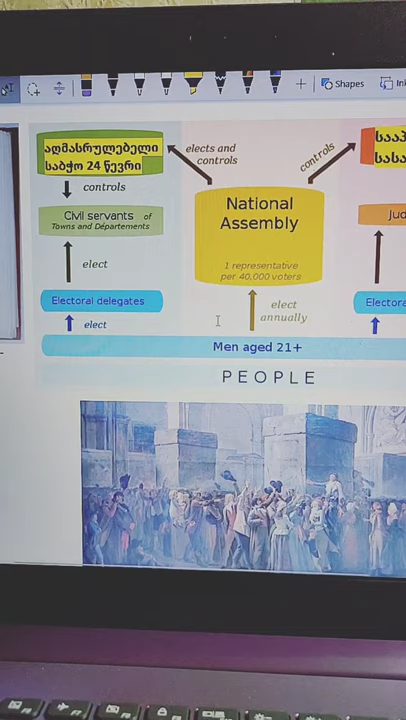 Shapes
აღმასრულებელი
საბჭო 24 წევრი
elects and
controls
controls
controls
National
Assembly
Civil servants of
Towns and Départements
1 representative
per 40,000 voters
elect
elect
annually
Electoral delegates
elect
Men aged 21+
PEOPLE